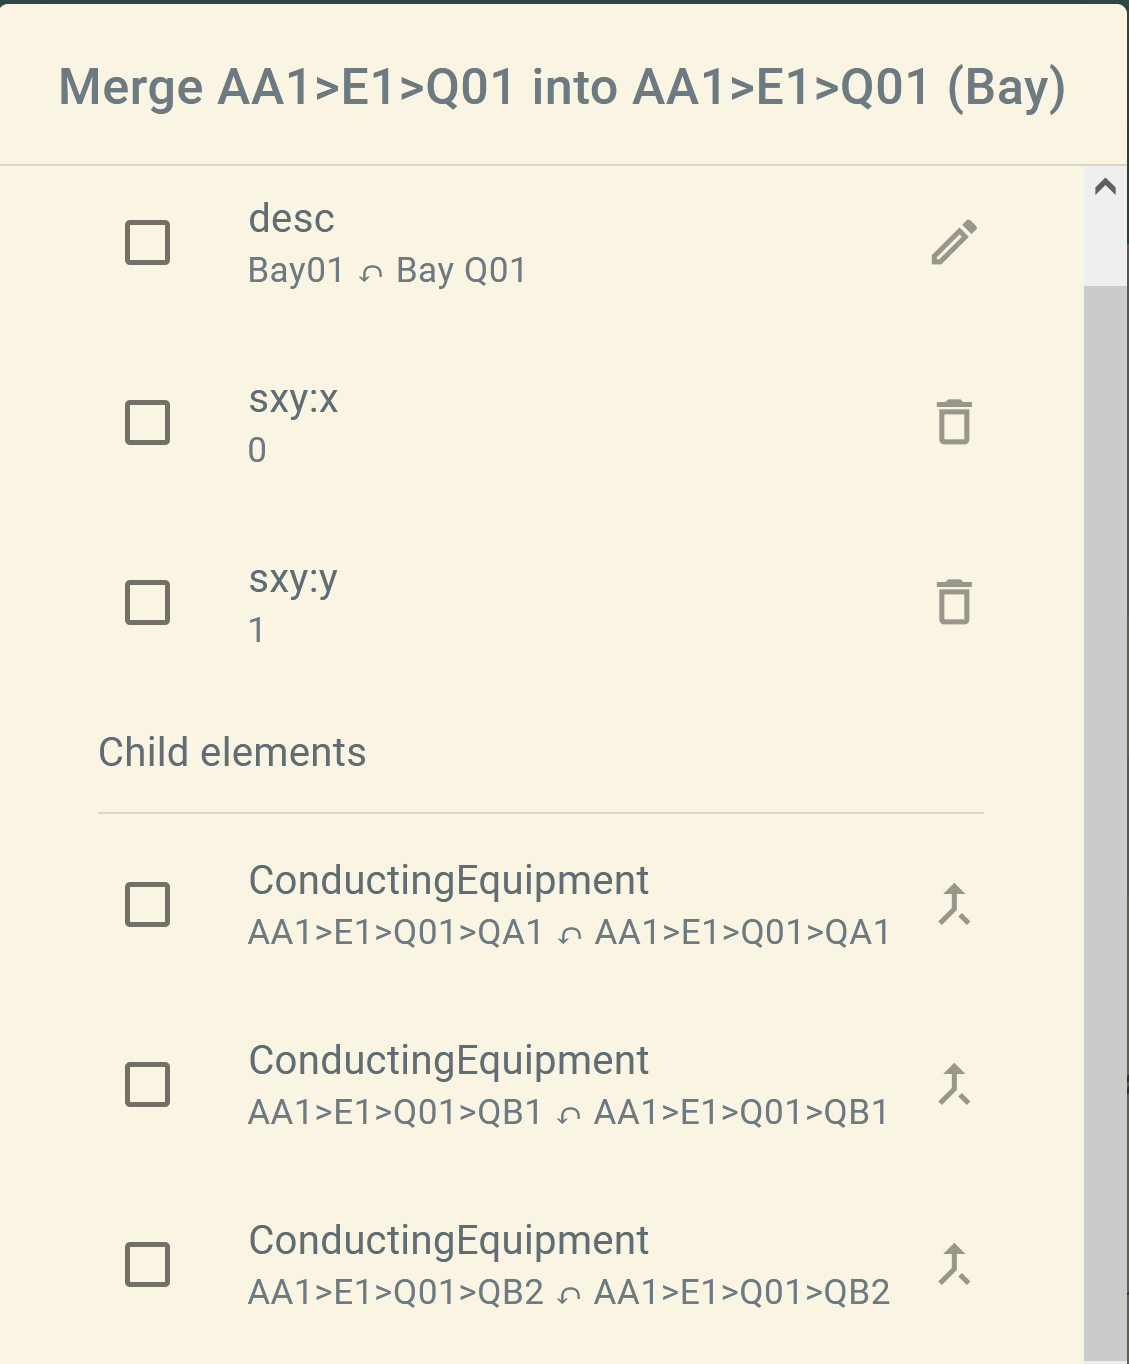 Merge AA1>E1>Q01 into AA1>E1>Q01 (Bay)
desc
Bay01 ↶ Bay Q01
sxy:x
0
sxy:y
1
Child elements
ConductingEquipment
AA1>E1>Q01>QA1 ↶ AA1>E1>Q01>QA1
ConductingEquipment
AA1>E1>Q01>QB1 ↶ AA1>E1>Q01>QB1
ConductingEquipment
AA1>E1>Q01>QB2 ↶ AA1>E1>Q01>QB2